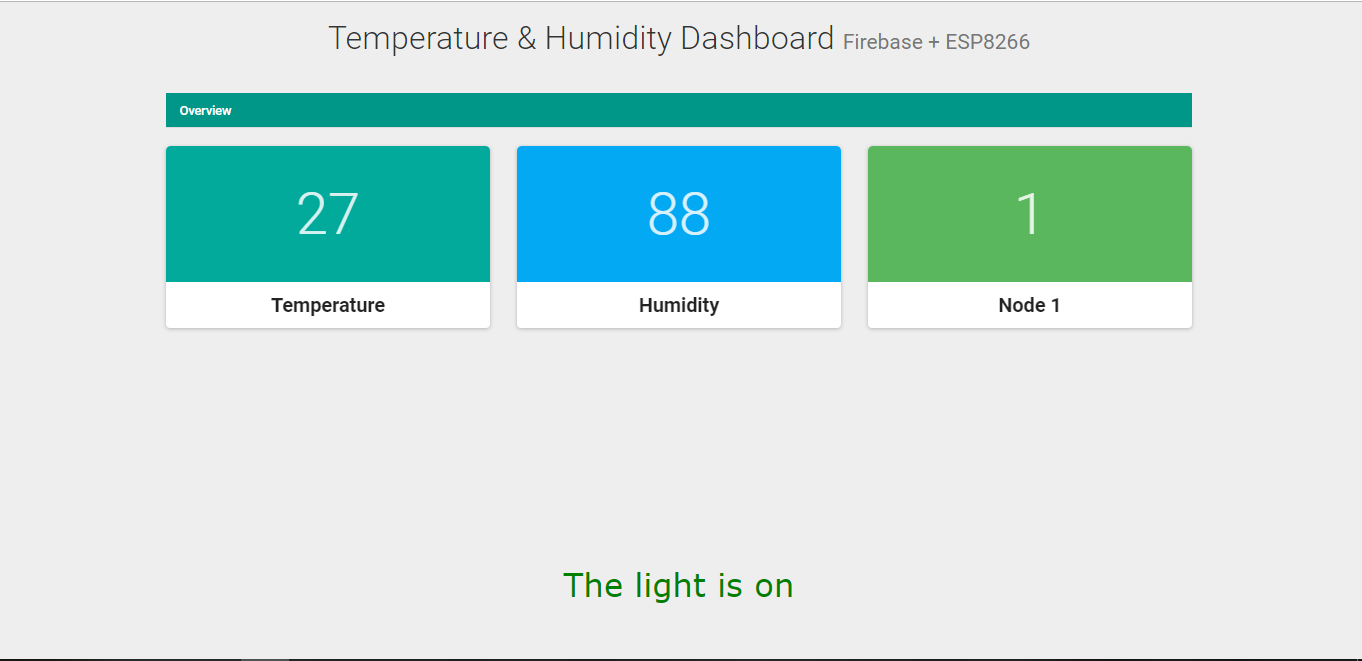 Temperature & Humidity Dashboard Firebase + ESP8266
Overview
27
88
1
Temperature
Humidity
Node 1
The light is on